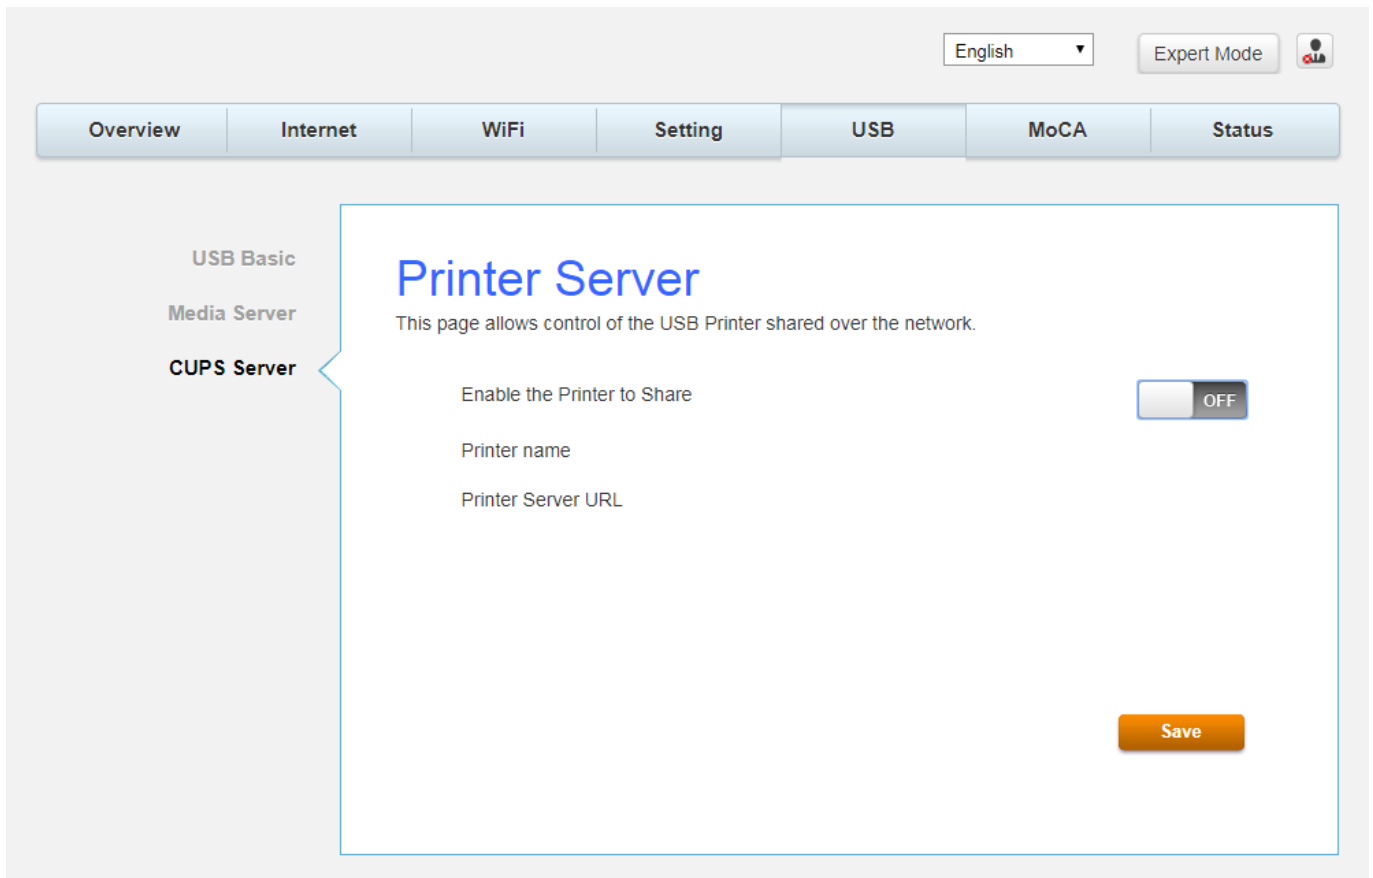 English
Expert Mode
Overview Internet WiFi Setting USB MoCA Status
USB Basic
Media Server
CUPS Server
Printer Server
This page allows control of the USB Printer shared over the network.
Enable the Printer to Share OFF
Printer name
Printer Server URL
Save